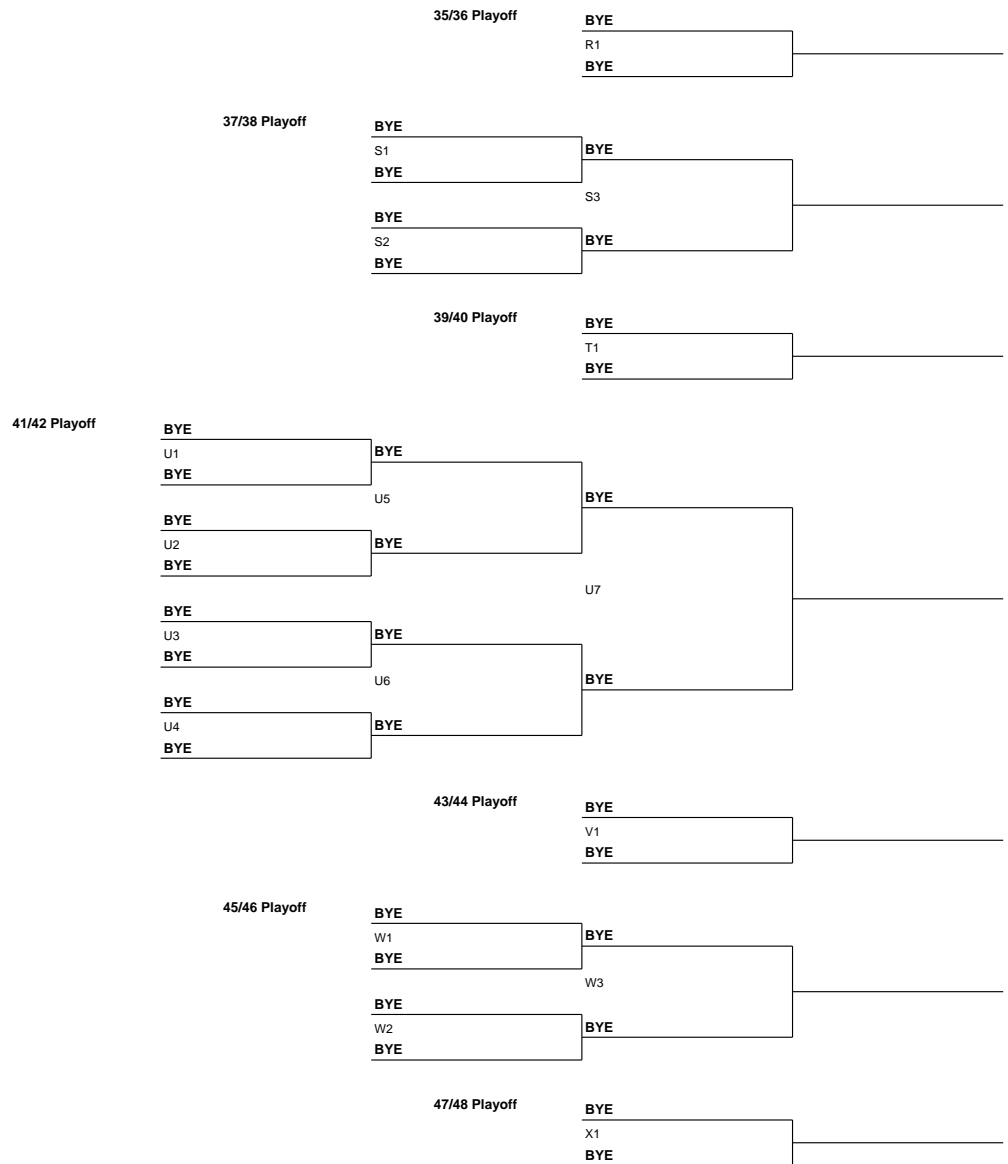 35/36 Playoff
BYE
R1
BYE
37/38 Playoff
BYE
S1
BYE
BYE
S3
BYE
S2
BYE
BYE
39/40 Playoff
BYE
T1
BYE
41/42 Playoff
BYE
U1
BYE
BYE
U5
BYE
BYE
U2
BYE
BYE
U7
BYE
U3
BYE
BYE
U6
BYE
BYE
U4
BYE
BYE
43/44 Playoff
BYE
V1
BYE
45/46 Playoff
BYE
W1
BYE
BYE
W3
BYE
W2
BYE
BYE
47/48 Playoff
BYE
X1
BYE